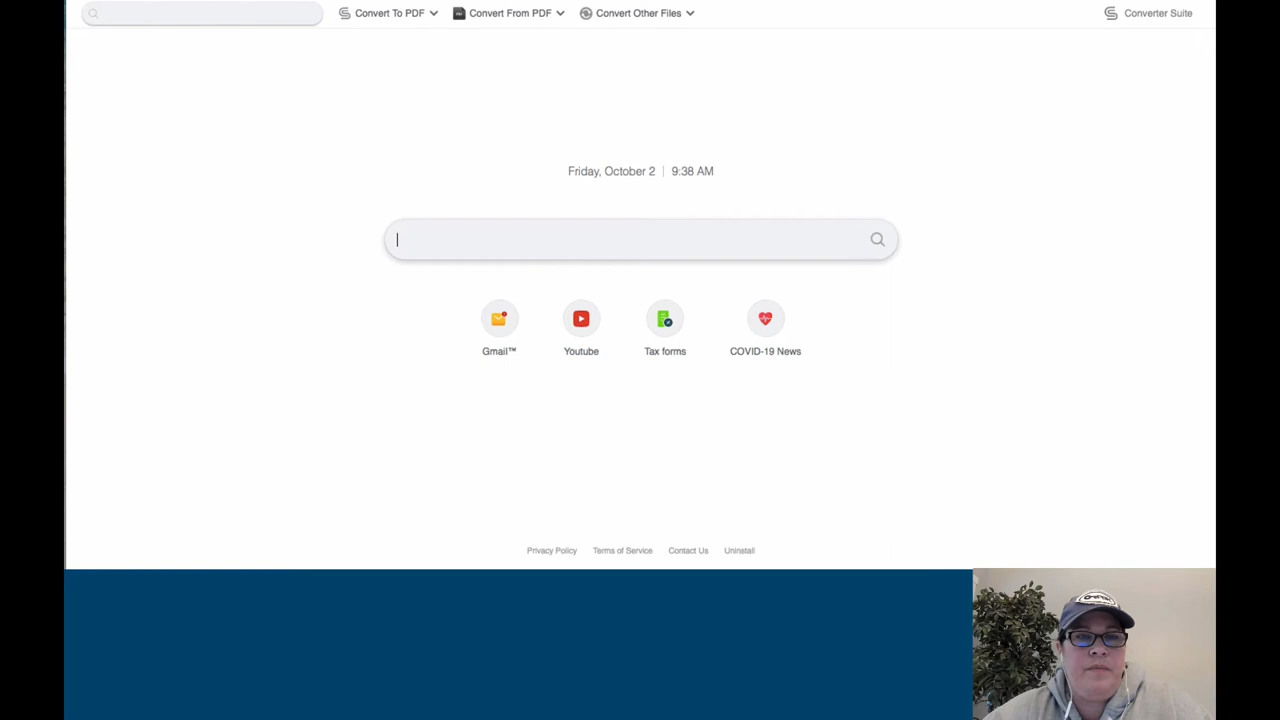 Convert To PDF
Convert From PDF
Convert Other Files
Converter Suite
Friday, October 2 | 9:38 AM
Gmail™
Youtube
Tax forms
COVID-19 News
Privacy Policy
Terms of Service
Contact Us
Uninstall